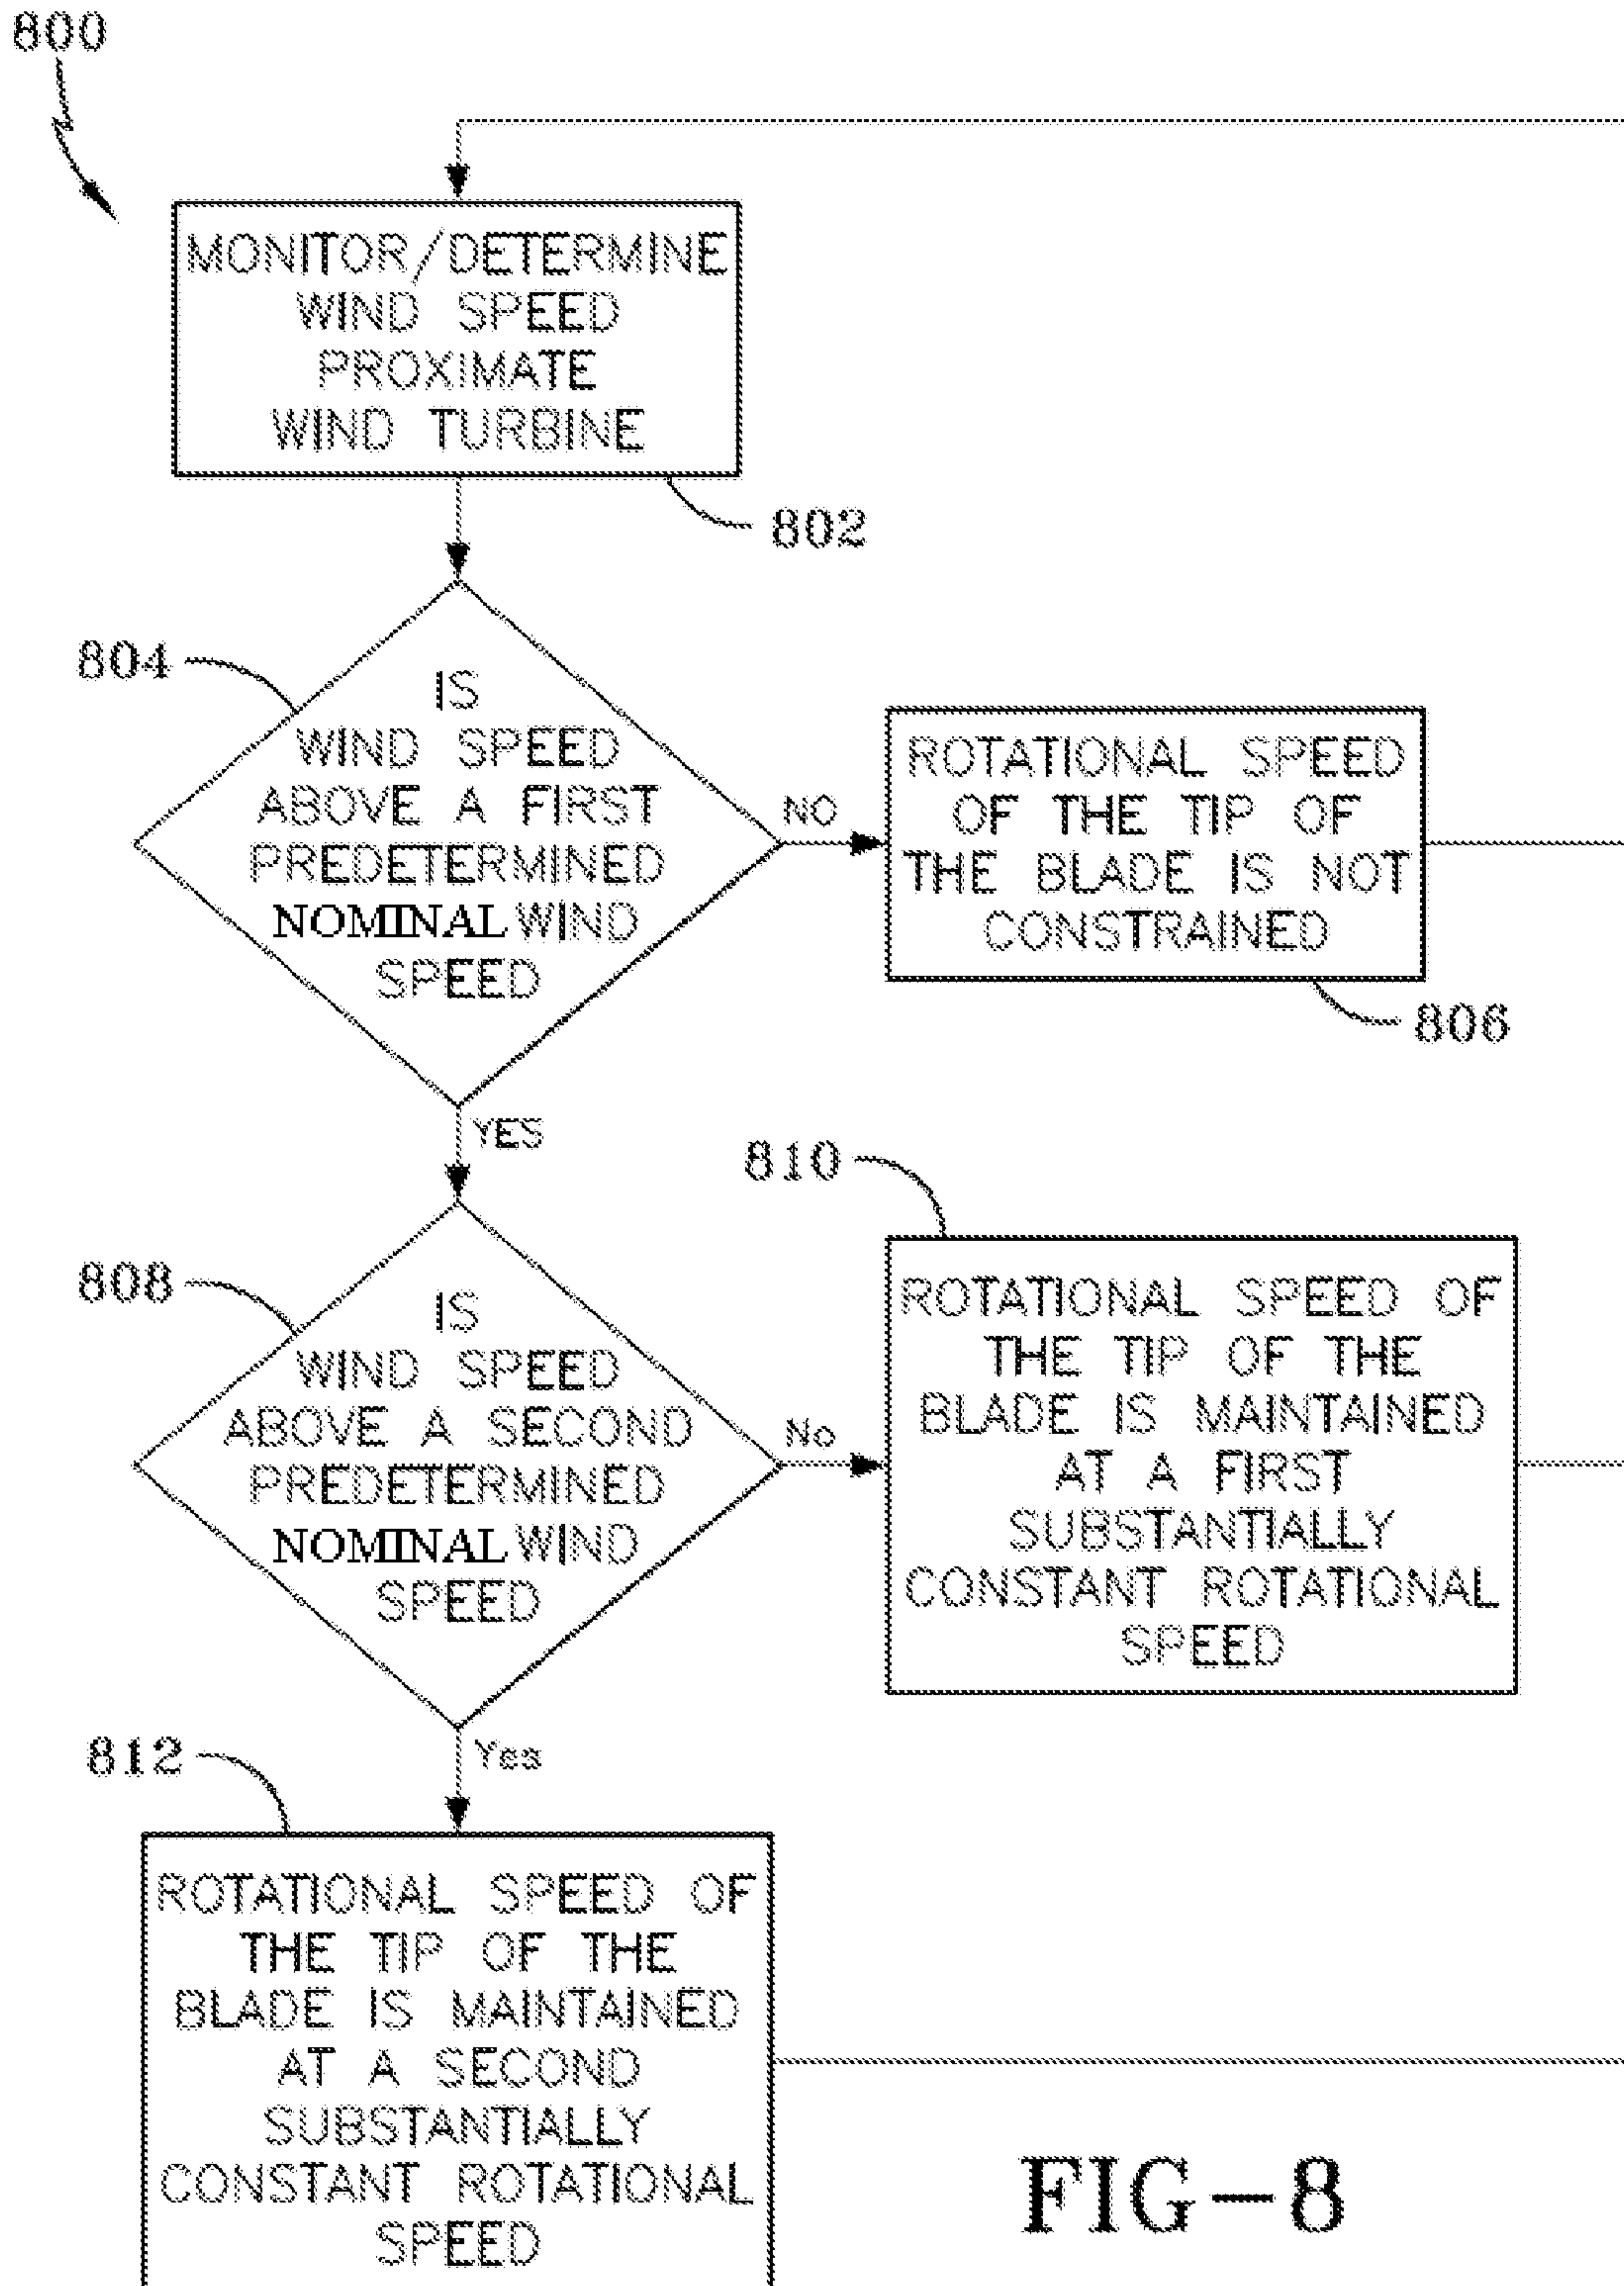 800
MONITOR/DETERMINE
WIND SPEED
PROXIMATE
WIND TURBINE
802
804
IS
WIND SPEED
ABOVE A FIRST
PREDETERMINED
NOMINAL WIND
SPEED
NO
ROTATIONAL SPEED
OF THE TIP OF
THE BLADE IS NOT
CONSTRAINED
806
YES
808
IS
WIND SPEED
ABOVE A SECOND
PREDETERMINED
NOMINAL WIND
SPEED
No
810
ROTATIONAL SPEED OF
THE TIP OF THE
BLADE IS MAINTAINED
AT A FIRST
SUBSTANTIALLY
CONSTANT ROTATIONAL
SPEED
Yes
812
ROTATIONAL SPEED OF
THE TIP OF THE
BLADE IS MAINTAINED
AT A SECOND
SUBSTANTIALLY
CONSTANT ROTATIONAL
SPEED
FIG-8